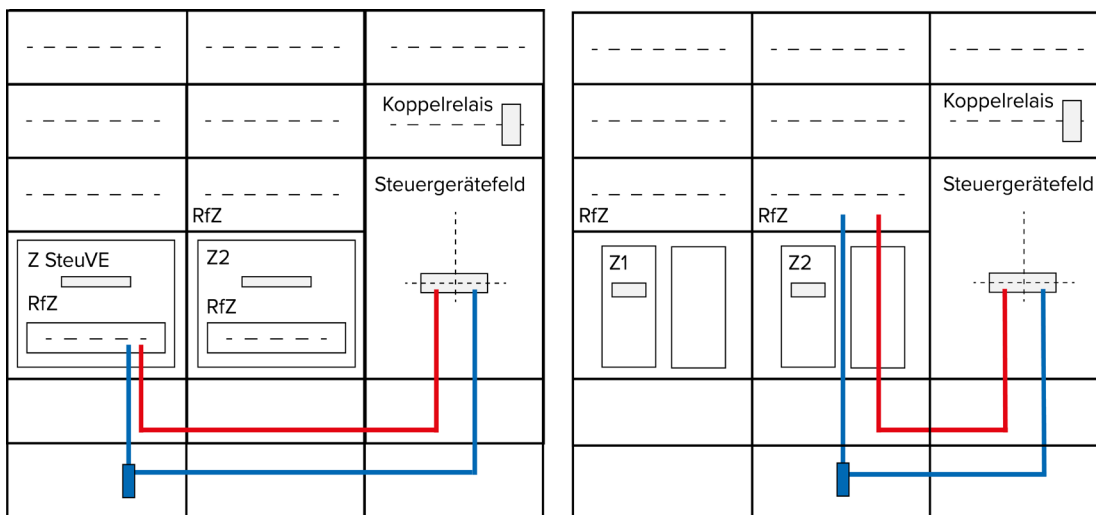 Koppelrelais
Steuergerätefeld
RfZ
Z SteuVE
Z2
RfZ
RfZ
Koppelrelais
Steuergerätefeld
RfZ
RfZ
Z1
Z2